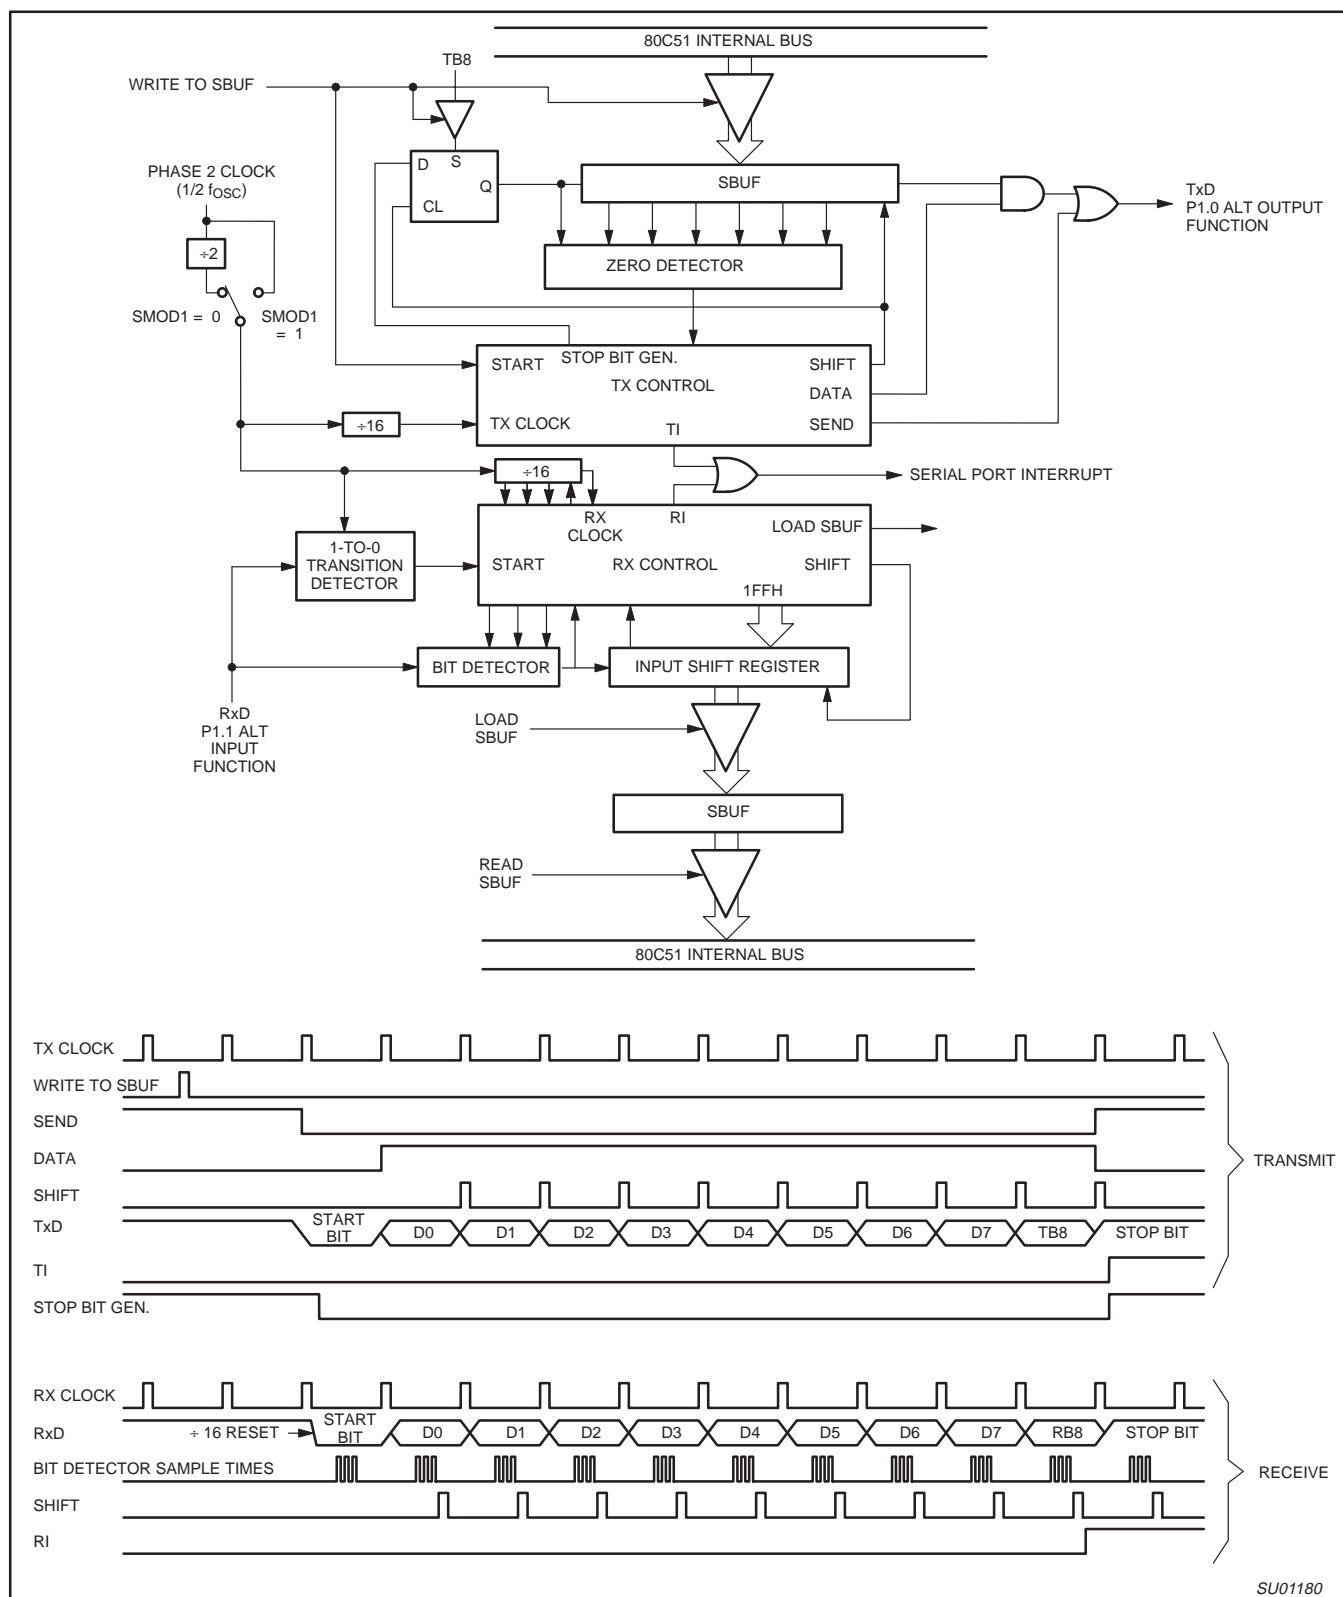 80C51 INTERNAL BUS
TB8
WRITE TO SBUF
D
S
Q
CL
SBUF
PHASE 2 CLOCK
(1/2 fOSC)
÷2
SMOD1 = 0
SMOD1
= 1
TxD
P1.0 ALT OUTPUT
FUNCTION
ZERO DETECTOR
STOP BIT GEN.
START
SHIFT
TX CONTROL
DATA
÷16
TX CLOCK
TI
SEND
÷16
SERIAL PORT INTERRUPT
RX
CLOCK
RI
LOAD SBUF
1-TO-0
TRANSITION
DETECTOR
START
RX CONTROL
SHIFT
1FFH
BIT DETECTOR
INPUT SHIFT REGISTER
RxD
P1.1 ALT
INPUT
FUNCTION
LOAD
SBUF
SBUF
READ
SBUF
80C51 INTERNAL BUS
TX CLOCK
WRITE TO SBUF
SEND
DATA
TRANSMIT
SHIFT
TxD
START
BIT
D0 D1 D2 D3 D4 D5 D6 D7 TB8 STOP BIT
TI
STOP BIT GEN.
RX CLOCK
RxD
÷ 16 RESET
START
BIT
D0 D1 D2 D3 D4 D5 D6 D7 RB8 STOP BIT
BIT DETECTOR SAMPLE TIMES
RECEIVE
SHIFT
RI
SU01180